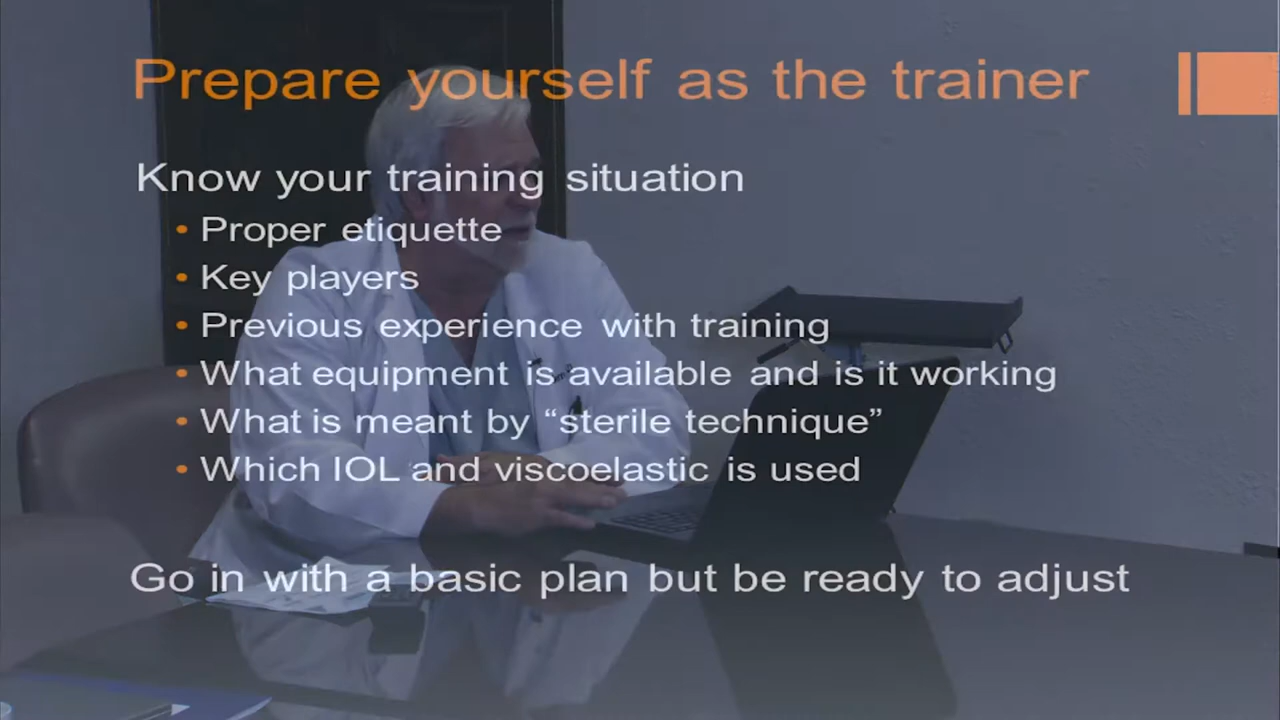 Prepare yourself as the trainer
Know your training situation
• Proper etiquette
• Key players
• Previous experience with training
• What equipment is available and is it working
• What is meant by “sterile technique”
• Which IOL and viscoelastic is used
Go in with a basic plan but be ready to adjust